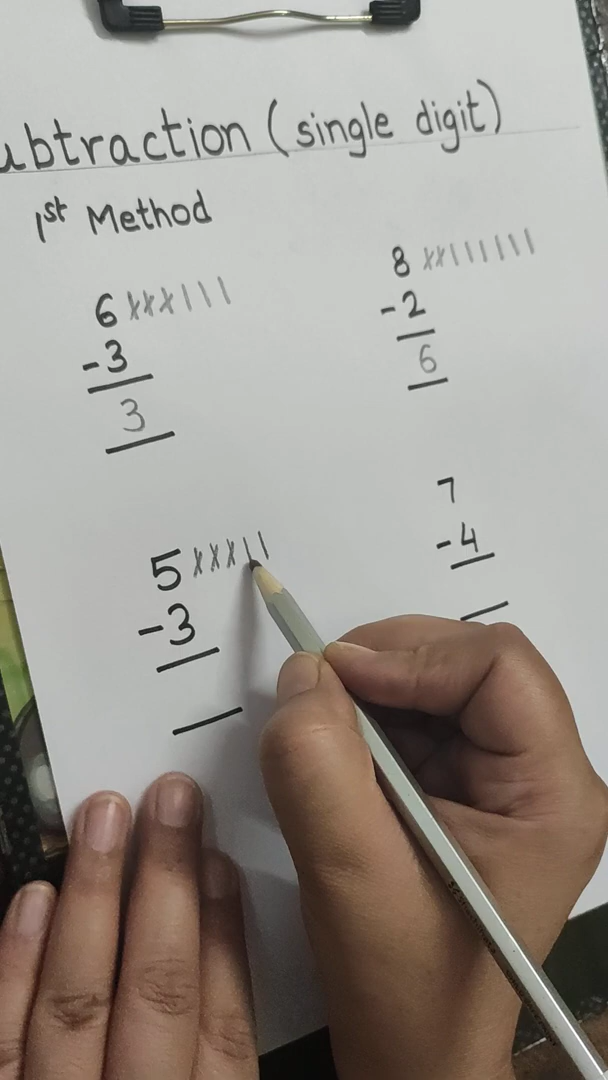 ubtraction (single digit)
1st Method
6 xxx\\\
-3
3
8 xx\\\\\\
-2
6
5 xxx\\
-3
7
-4